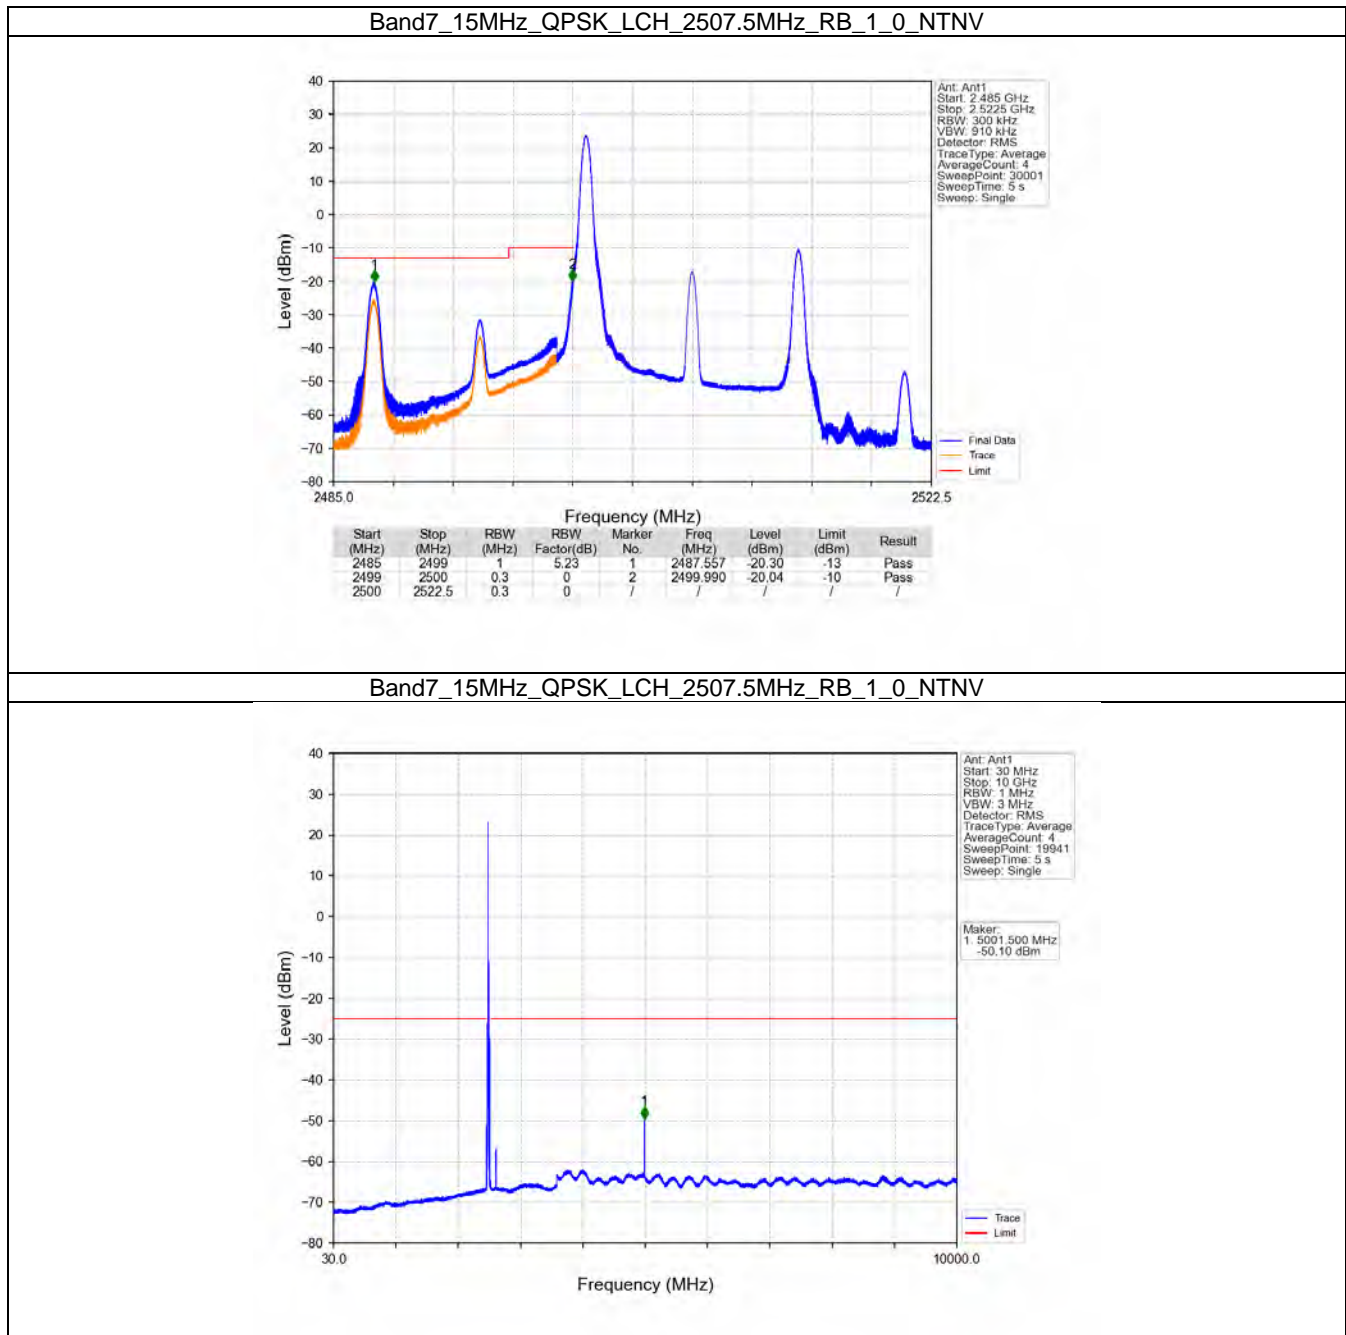 Band7_15MHz_QPSK_LCH_2507.5MHz_RB_1_0_NTNV
40
30
20
10
0
−10
−20
−30
−40
−50
−60
−70
−80
Level (dBm)
1
2
2485.0
2522.5
Frequency (MHz)
Ant: Ant1
Start: 2.485 GHz
Stop: 2.5225 GHz
RBW: 300 kHz
VBW: 910 kHz
Detector: RMS
TraceType: Average
AverageCount: 4
SweepPoint: 30001
SweepTime: 5 s
Sweep: Single
Final Data
Trace
Limit
Start (MHz) Stop (MHz) RBW (MHz) RBW Factor(dB) Marker No. Freq (MHz) Level (dBm) Limit (dBm) Result
2485 2499 1 5.23 1 2487.557 -20.30 -13 Pass
2499 2500 0.3 0 2 2499.990 -20.04 -10 Pass
2500 2522.5 0.3 0 / / / / /
Band7_15MHz_QPSK_LCH_2507.5MHz_RB_1_0_NTNV
40
30
20
10
0
−10
−20
−30
−40
−50
−60
−70
−80
Level (dBm)
1
30.0
10000.0
Frequency (MHz)
Ant: Ant1
Start: 30 MHz
Stop: 10 GHz
RBW: 1 MHz
VBW: 3 MHz
Detector: RMS
TraceType: Average
AverageCount: 4
SweepPoint: 19941
SweepTime: 5 s
Sweep: Single
Maker:
1. 5001.500 MHz
-50.10 dBm
Trace
Limit